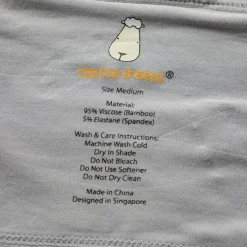 ®
Size Medium
Material:
95% Viscose (Bamboo)
5% Elastane (Spandex)
Wash & Care Instructions:
Machine Wash Cold
Dry In Shade
Do Not Bleach
Do Not Use Softener
Do Not Dry Clean
Made in China
Designed in Singapore